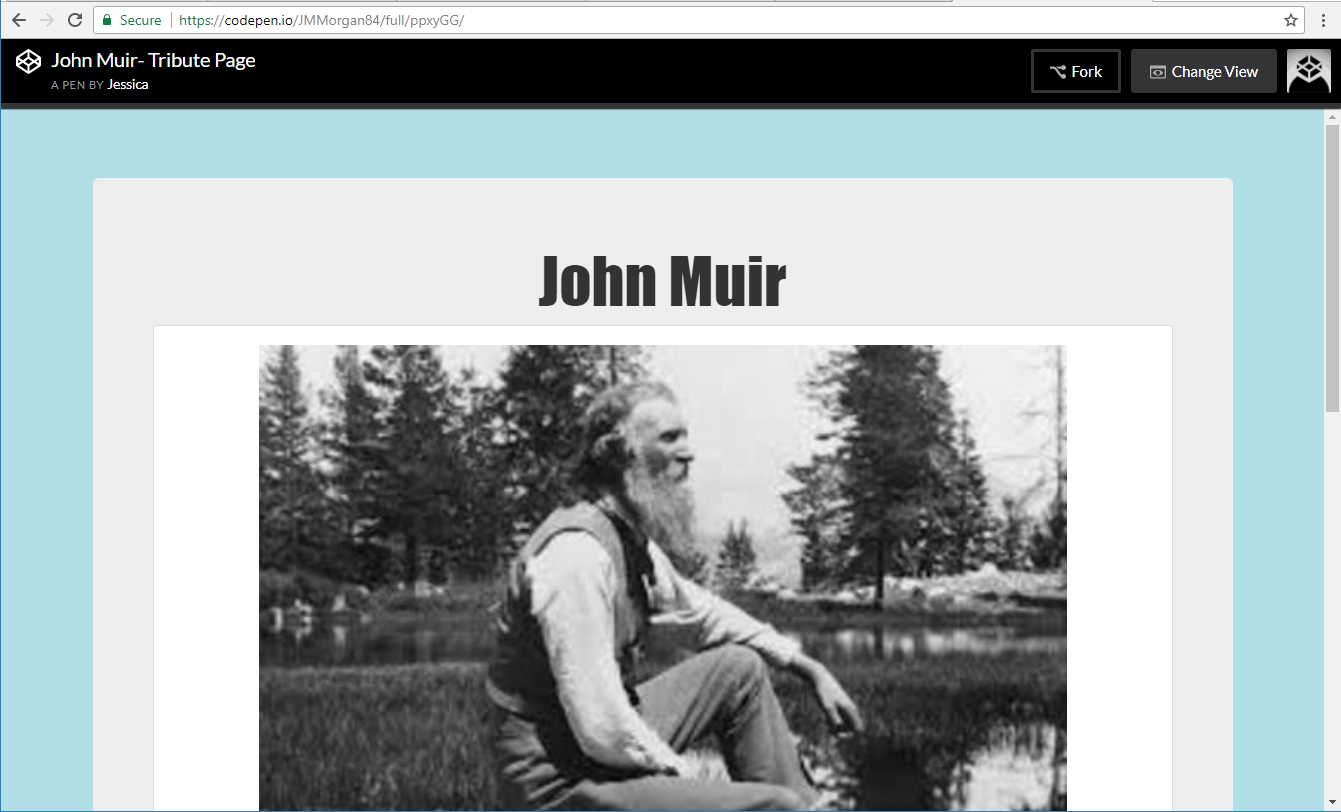 Secure https://codepen.io/JMMorgan84/full/ppxyGG/
John Muir- Tribute Page
A PEN BY Jessica
Fork
Change View
John Muir